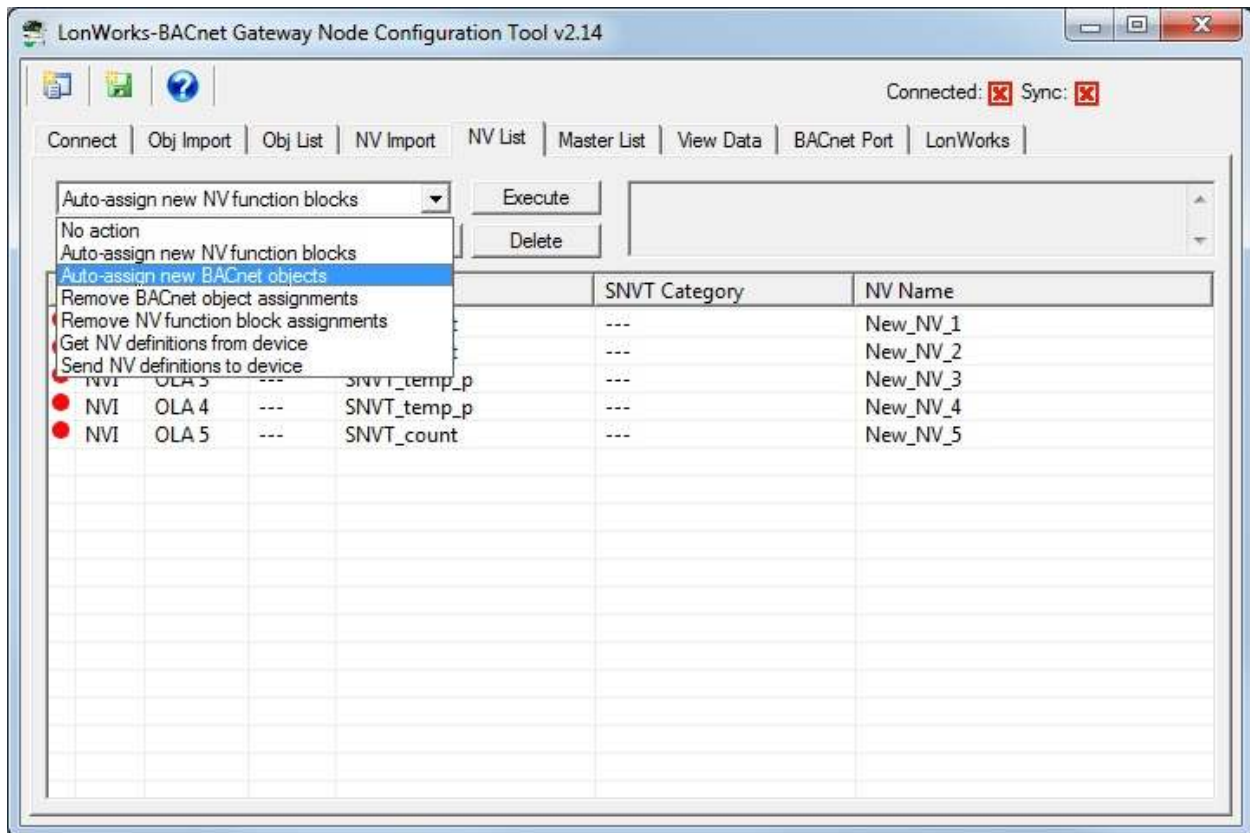 LonWorks-BACnet Gateway Node Configuration Tool v2.14
Connected: Sync:
Connect Obj Import Obj List NV Import NV List Master List View Data BACnet Port LonWorks
Auto-assign new NV function blocks Execute
No action
Delete
Auto-assign new NV function blocks
Auto-assign new BACnet objects
Remove BACnet object assignments
Remove NV function block assignments
Get NV definitions from device
Send NV definitions to device
SNVT Category NV Name
--- New_NV_1
--- New_NV_2
NVI OLA 3 --- SNVT_temp_p --- New_NV_3
NVI OLA 4 --- SNVT_temp_p --- New_NV_4
NVI OLA 5 --- SNVT_count --- New_NV_5